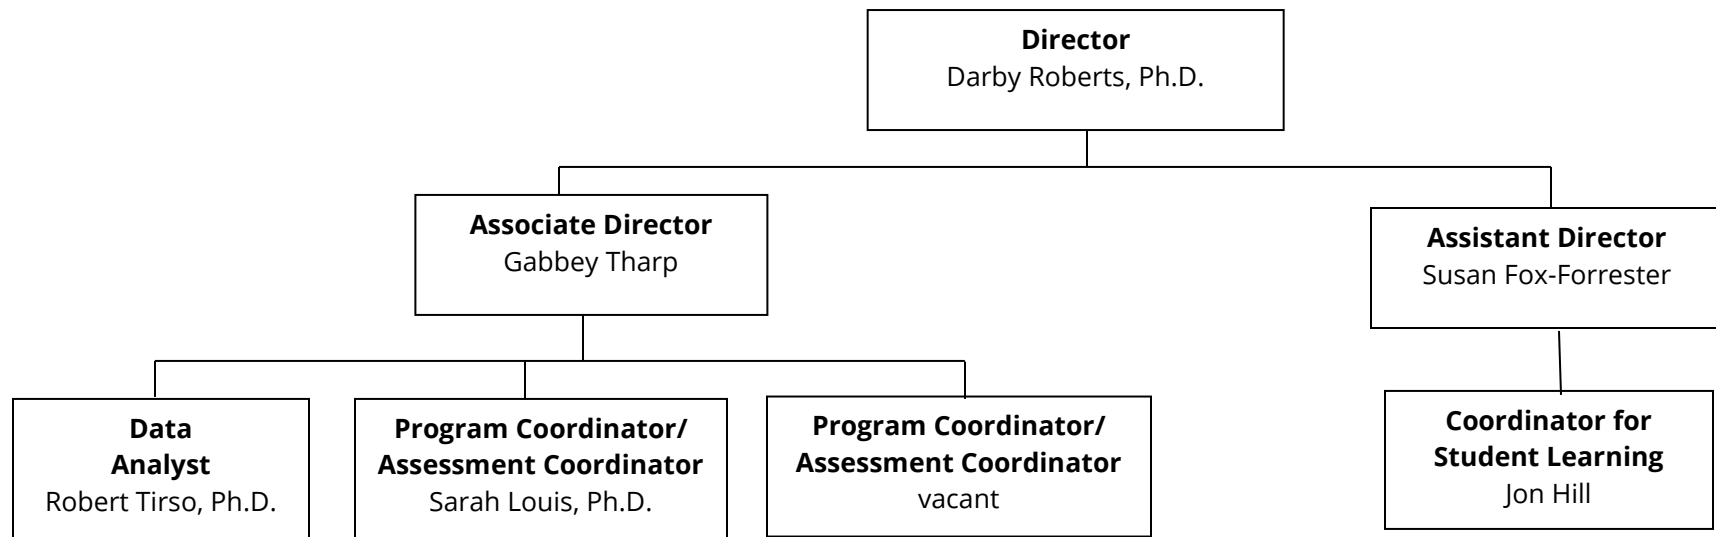 Director
Darby Roberts, Ph.D.
Associate Director
Gabbey Tharp
Assistant Director
Susan Fox-Forrester
Data
Analyst
Robert Tirso, Ph.D.
Program Coordinator/
Assessment Coordinator
Sarah Louis, Ph.D.
Program Coordinator/
Assessment Coordinator
vacant
Coordinator for
Student Learning
Jon Hill